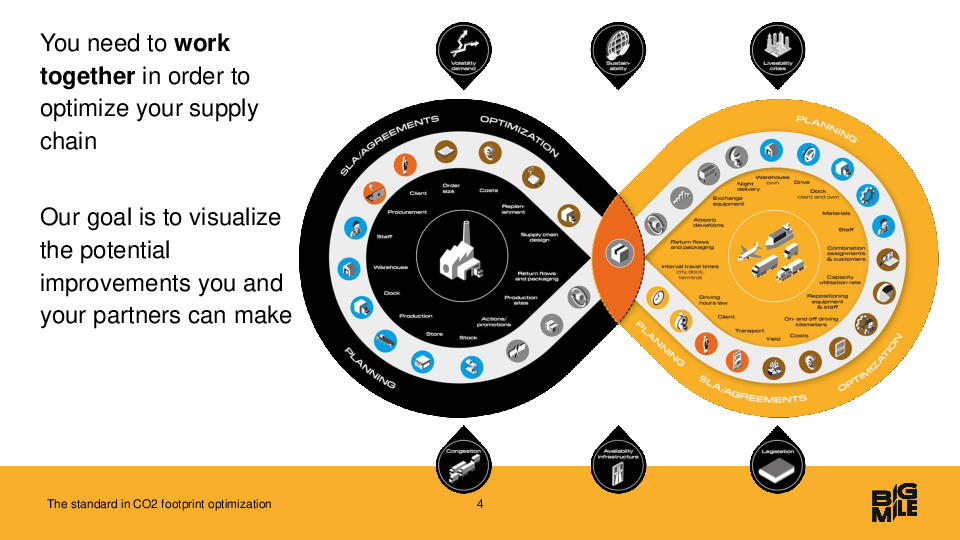 You need to work
together in order to
optimize your supply
chain
Our goal is to visualize
the potential
improvements you and
your partners can make
Volatility
demand
Sustain-
ability
Liveability
cities
SLA/AGREEMENTS
OPTIMIZATION
PLANNING
Client
Order
size
Costs
Replen-
ishment
Supply chain
design
Return flows
and packaging
Production
sites
Actions/
promotions
Stock
Store
Production
Dock
Warehouse
Staff
Procurement
PLANNING
Warehouse
own
Drive
Dock
client and own
Materials
Staff
Combination
assignments
& customers
Capacity
utilisation rate
Repositioning
equipment
& staff
On- and off driving
kilometers
Costs
Yield
Transport
Client
Driving
hours law
Interval travel times
city, dock,
terminal
Return flows
and packaging
Absorb
deviations
Exchange
equipment
Night
delivery
PLANNING
SLA/AGREEMENTS
OPTIMIZATION
Congestion
Availability
infrastructure
Legislation
The standard in CO2 footprint optimization
4
BIG
MILE